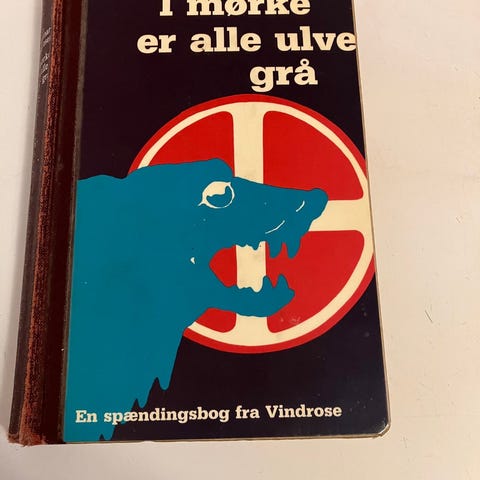 I mørke
er alle ulve
grå
En spændingsbog fra Vindrose